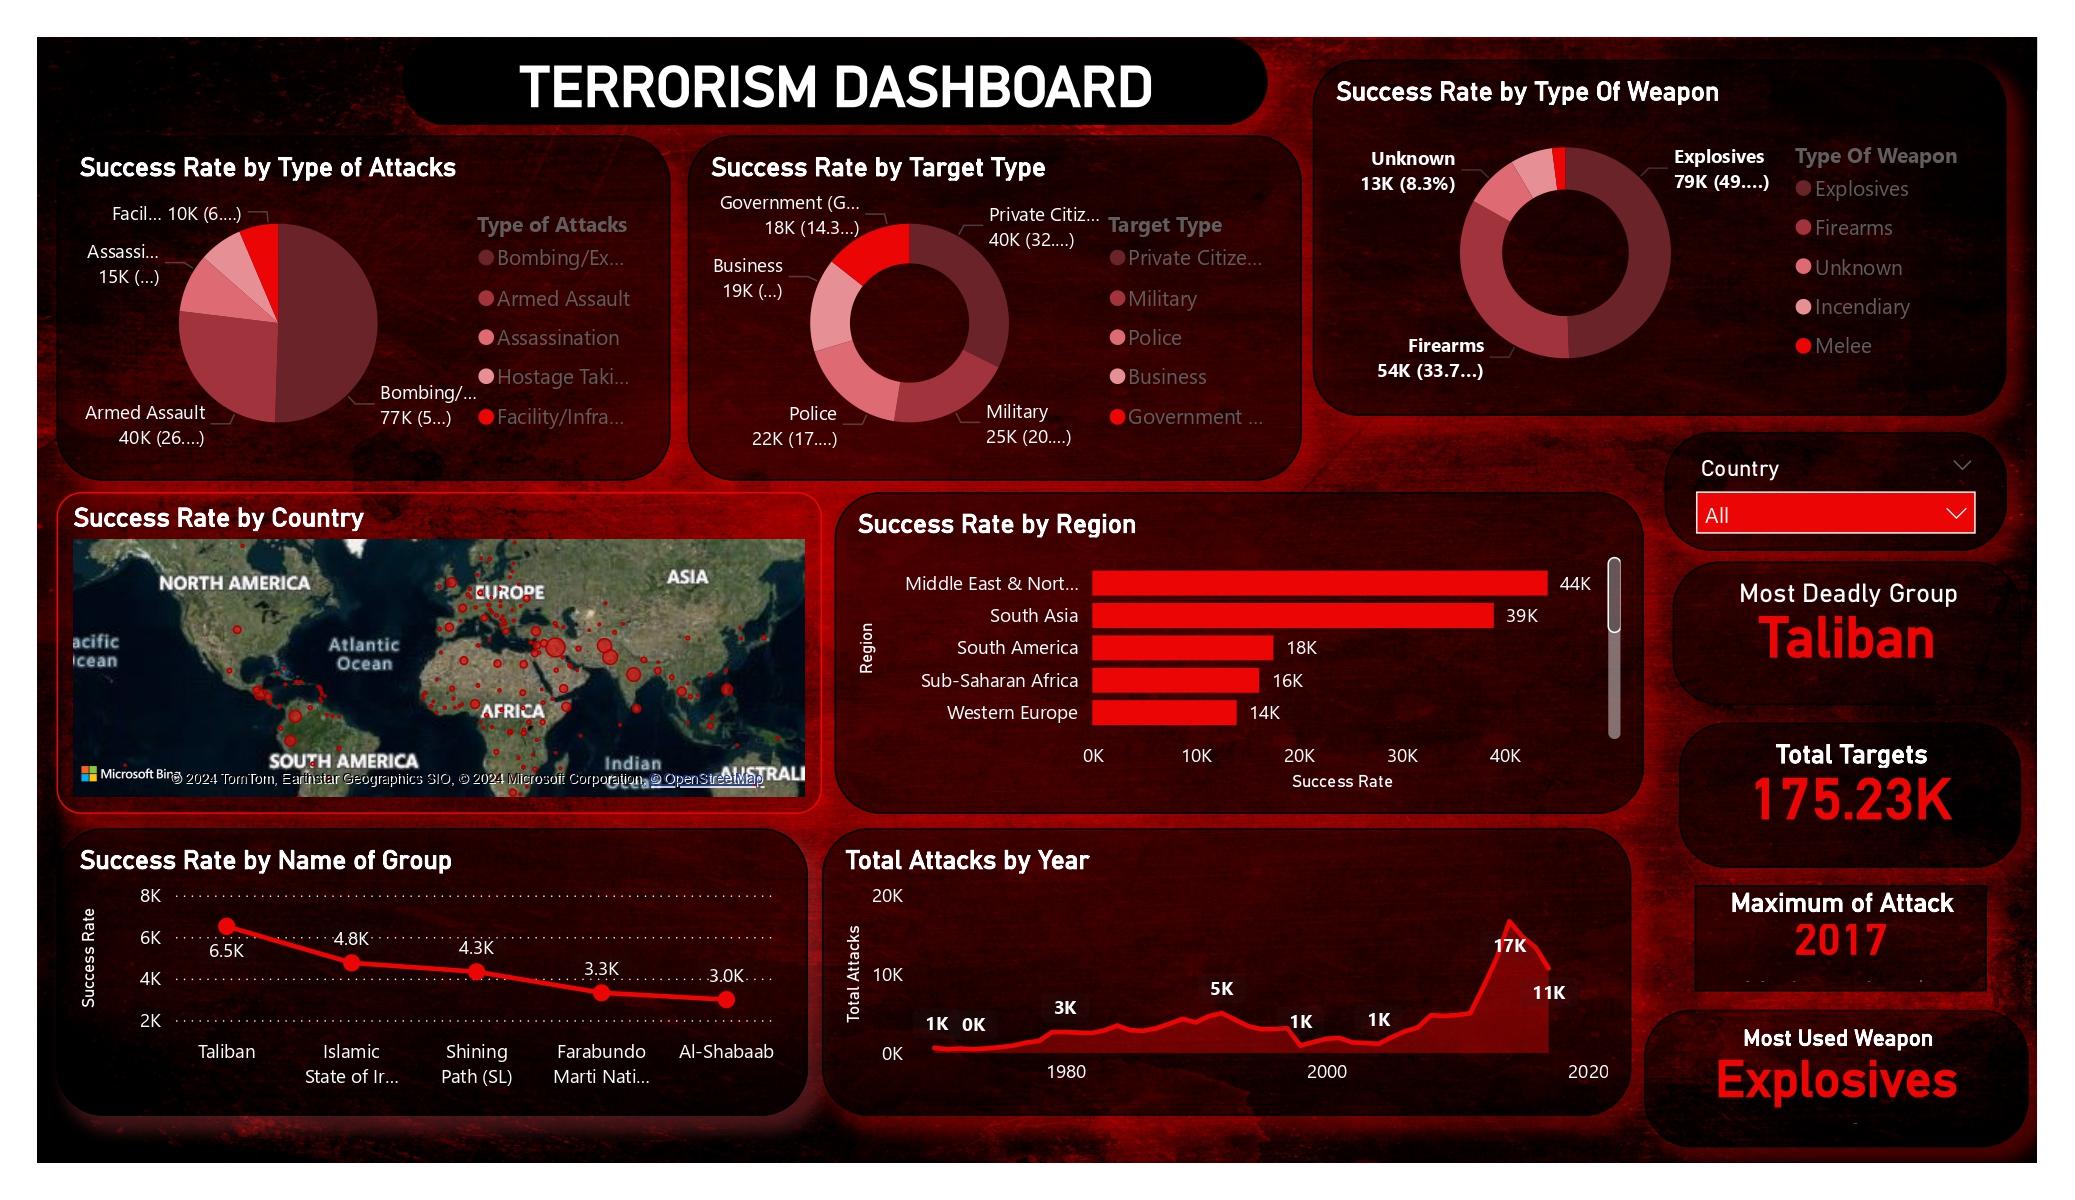 TERRORISM DASHBOARD
Success Rate by Type of Attacks
Facil... 10K (6....)
Assassi...
15K (...)
Armed Assault
40K (26....)
Bombing/...
77K (5...)
Type of Attacks
Bombing/Ex...
Armed Assault
Assassination
Hostage Taki...
Facility/Infra...
Success Rate by Target Type
Government (G...
18K (14.3...)
Business
19K (...)
Police
22K (17....)
Private Citiz...
40K (32....)
Military
25K (20....)
Target Type
Private Citize...
Military
Police
Business
Government ...
Success Rate by Type Of Weapon
Unknown
13K (8.3%)
Explosives
79K (49....)
Firearms
54K (33.7...)
Type Of Weapon
Explosives
Firearms
Unknown
Incendiary
Melee
Success Rate by Country
NORTH AMERICA
EUROPE
ASIA
acific
cean
Atlantic
Ocean
AFRICA
SOUTH AMERICA
Indian
Ocean
AUSTRALI
Microsoft Bing
© 2024 TomTom, Earthstar Geographics SIO, © 2024 Microsoft Corporation, © OpenStreetMap
Success Rate by Region
Region
Middle East & Nort...
44K
South Asia
39K
South America
18K
Sub-Saharan Africa
16K
Western Europe
14K
0K
10K
20K
30K
40K
Success Rate
Country
All
Most Deadly Group
Taliban
Total Targets
175.23K
Maximum of Attack
2017
Most Used Weapon
Explosives
Success Rate by Name of Group
Success Rate
8K
6K
4K
2K
6.5K
4.8K
4.3K
3.3K
3.0K
Taliban
Islamic
State of Ir...
Shining
Path (SL)
Farabundo
Marti Nati...
Al-Shabaab
Total Attacks by Year
Total Attacks
20K
10K
0K
1K
0K
3K
5K
1K
1K
17K
11K
1980
2000
2020